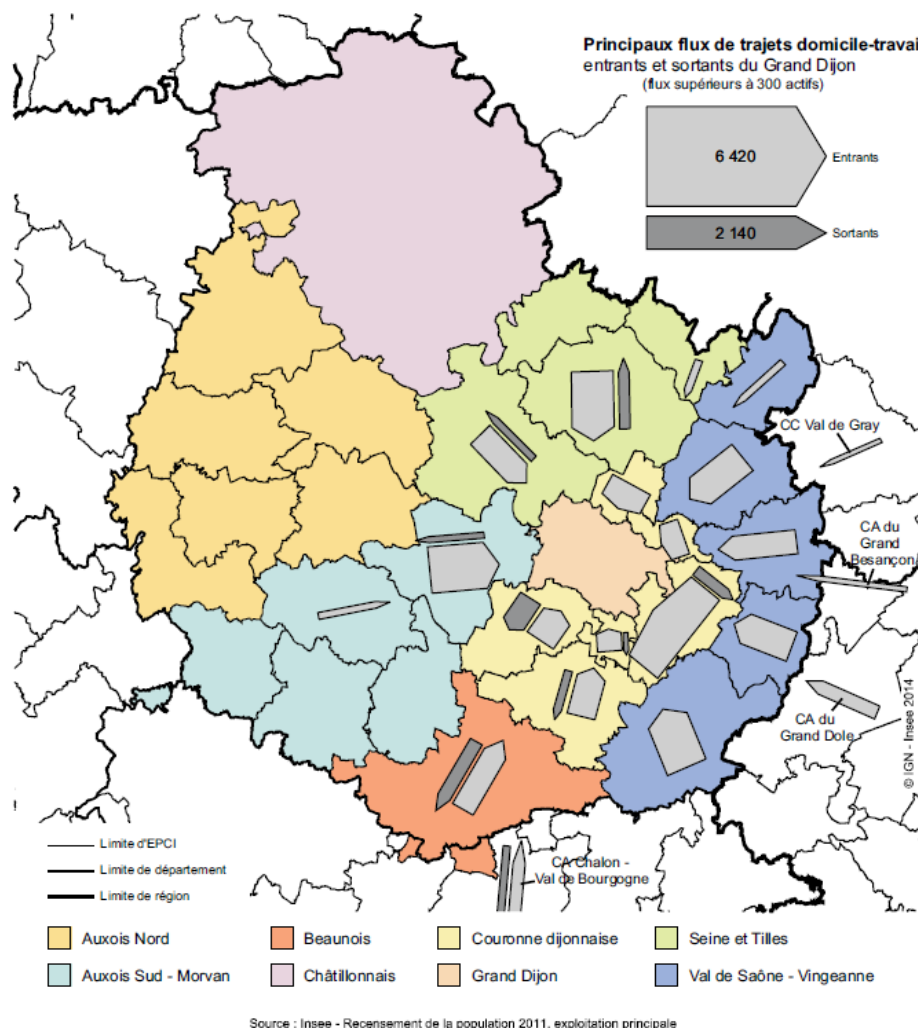 Principaux flux de trajets domicile-travai
entrants et sortants du Grand Dijon
(flux supérieurs à 300 actifs)
6 420
Entrants
2 140
Sortants
CC Val de Gray
CA du
Grand
Besançon
CA du
Grand Dole
© IGN - Insee 2014
CA Chalon -
Val de Bourgogne
Limite d'EPCI
Limite de département
Limite de région
Auxois Nord
Beaunois
Couronne dijonnaise
Seine et Tilles
Auxois Sud - Morvan
Châtillonnais
Grand Dijon
Val de Saône - Vingeanne
Source : Insee - Recensement de la population 2011, exploitation principale